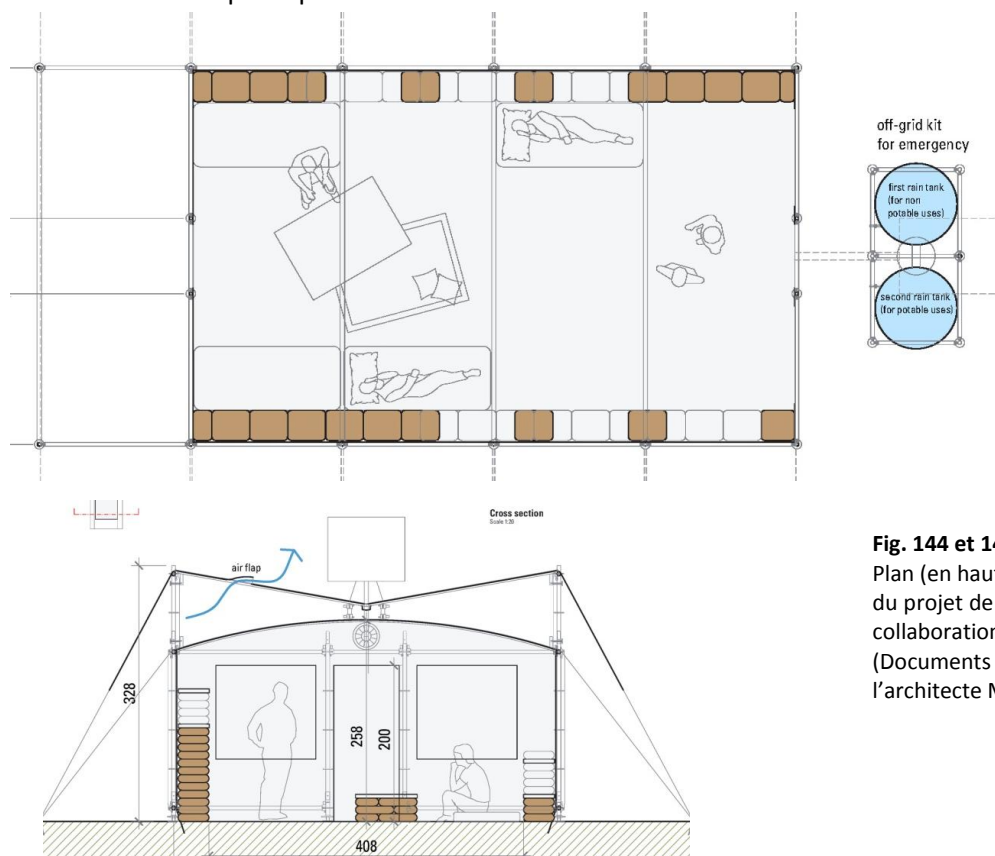 off-grid kit
for emergency
first rain tank
(for non
potable uses)
second rain tank
(for potable uses)
Cross section
Scale 1:20
air flap
328
258
200
408
Fig. 144 et 14
Plan (en haut
du projet de
collaboration
(Documents
l'architecte M